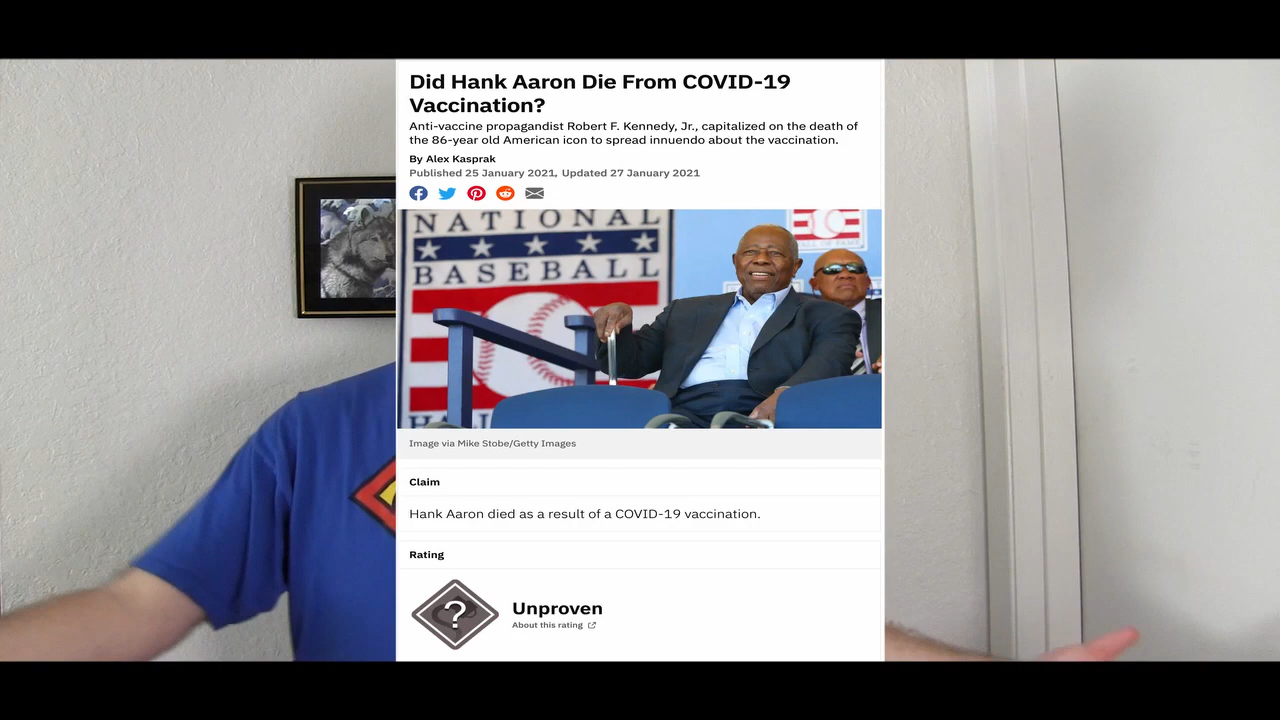 Did Hank Aaron Die From COVID-19
Vaccination?
Anti-vaccine propagandist Robert F. Kennedy, Jr., capitalized on the death of
the 86-year old American icon to spread innuendo about the vaccination.
By Alex Kasprak
Published 25 January 2021, Updated 27 January 2021
NATIONAL
BASEBALL
HALL OF FAME
Image via Mike Stobe/Getty Images
Claim
Hank Aaron died as a result of a COVID-19 vaccination.
Rating
?
Unproven
About this rating